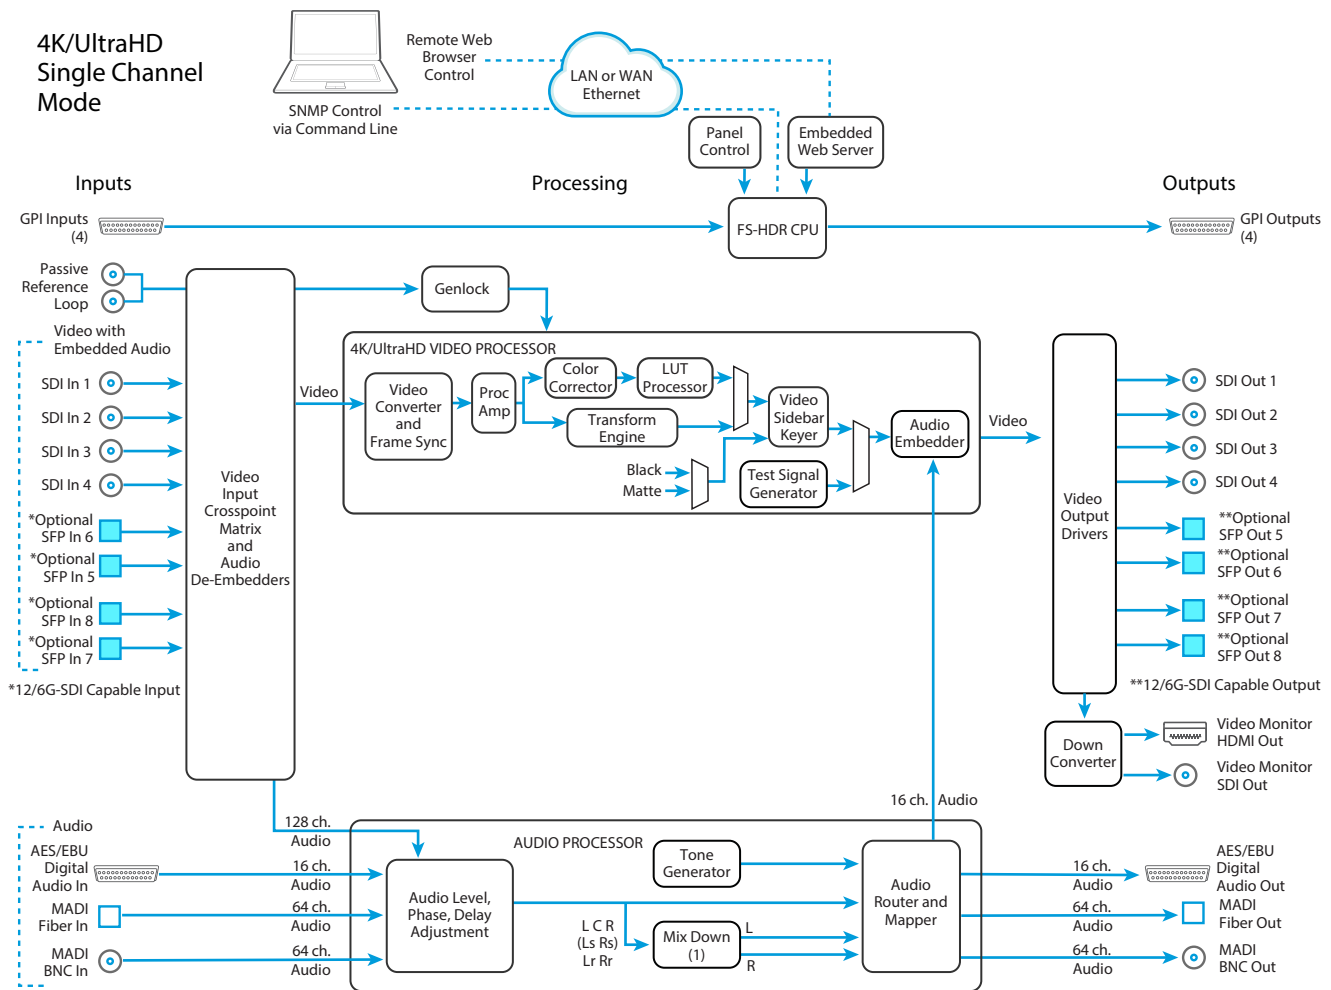 4K/UltraHD
Single Channel
Mode
Remote Web
Browser
Control
SNMP Control
via Command Line
LAN or WAN
Ethernet
Panel
Control
Embedded
Web Server
Inputs
Processing
Outputs
GPI Inputs
(4)
FS-HDR CPU
GPI Outputs
(4)
Passive
Reference
Loop
Genlock
Video with
Embedded Audio
SDI In 1
SDI In 2
SDI In 3
SDI In 4
*Optional
SFP In 6
*Optional
SFP In 5
*Optional
SFP In 8
*Optional
SFP In 7
*12/6G-SDI Capable Input
Video
Input
Crosspoint
Matrix
and
Audio
De-Embedders
Video
4K/UltraHD VIDEO PROCESSOR
Video
Converter
and
Frame Sync
Proc
Amp
Color
Corrector
LUT
Processor
Transform
Engine
Black
Matte
Video
Sidebar
Keyer
Test Signal
Generator
Audio
Embedder
Video
Video
Output
Drivers
SDI Out 1
SDI Out 2
SDI Out 3
SDI Out 4
**Optional
SFP Out 5
**Optional
SFP Out 6
**Optional
SFP Out 7
**Optional
SFP Out 8
**12/6G-SDI Capable Output
Down
Converter
Video Monitor
HDMI Out
Video Monitor
SDI Out
16 ch. Audio
Audio
AES/EBU
Digital
Audio In
MADI
Fiber In
MADI
BNC In
128 ch.
Audio
16 ch.
Audio
64 ch.
Audio
64 ch.
Audio
AUDIO PROCESSOR
Audio Level,
Phase, Delay
Adjustment
Tone
Generator
L C R
(Ls Rs)
Lr Rr
Mix Down
(1)
L
R
Audio
Router and
Mapper
16 ch.
Audio
64 ch.
Audio
64 ch.
Audio
AES/EBU
Digital
Audio Out
MADI
Fiber Out
MADI
BNC Out